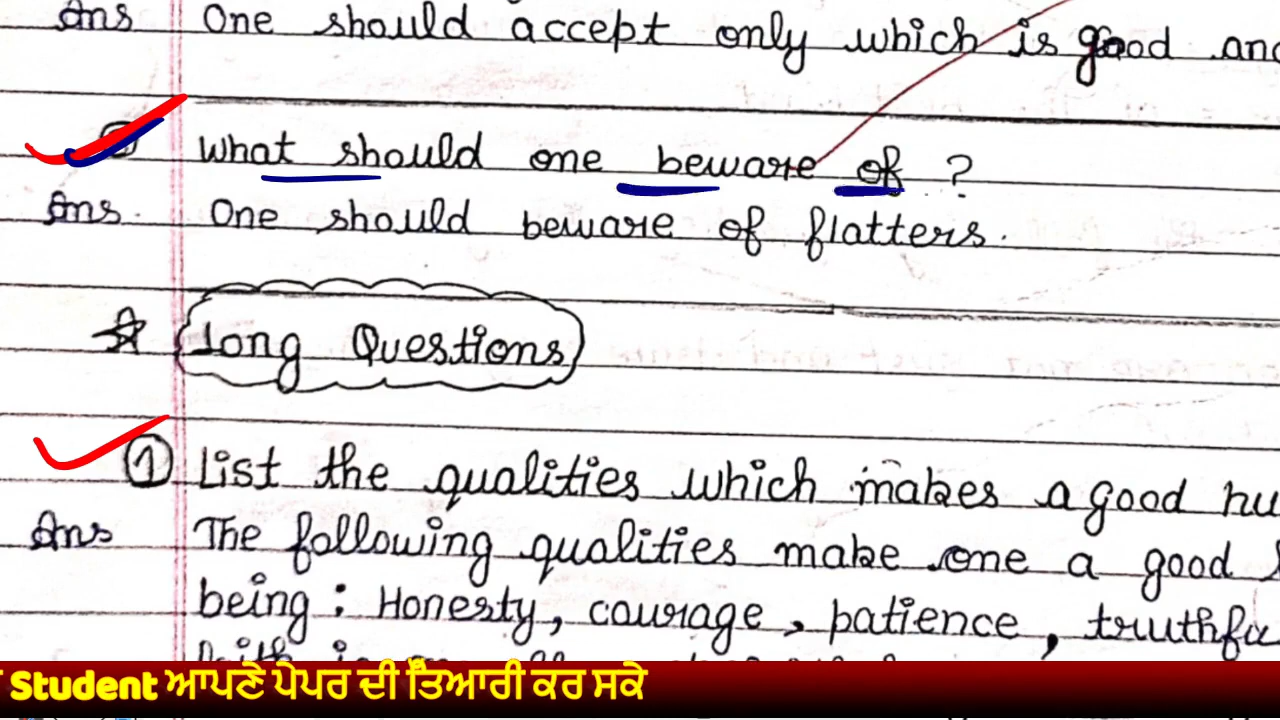 Ans One should accept only which is good and
What should one beware of ?
Ans. One should beware of flatters.
Long Questions
1 List the qualities which makes a good hu
Ans The following qualities make one a good
being : Honesty, courage, patience, truthfu
Student ਆਪਣੇ ਪੇਪਰ ਦੀ ਤਿਆਰੀ ਕਰ ਸਕੇ